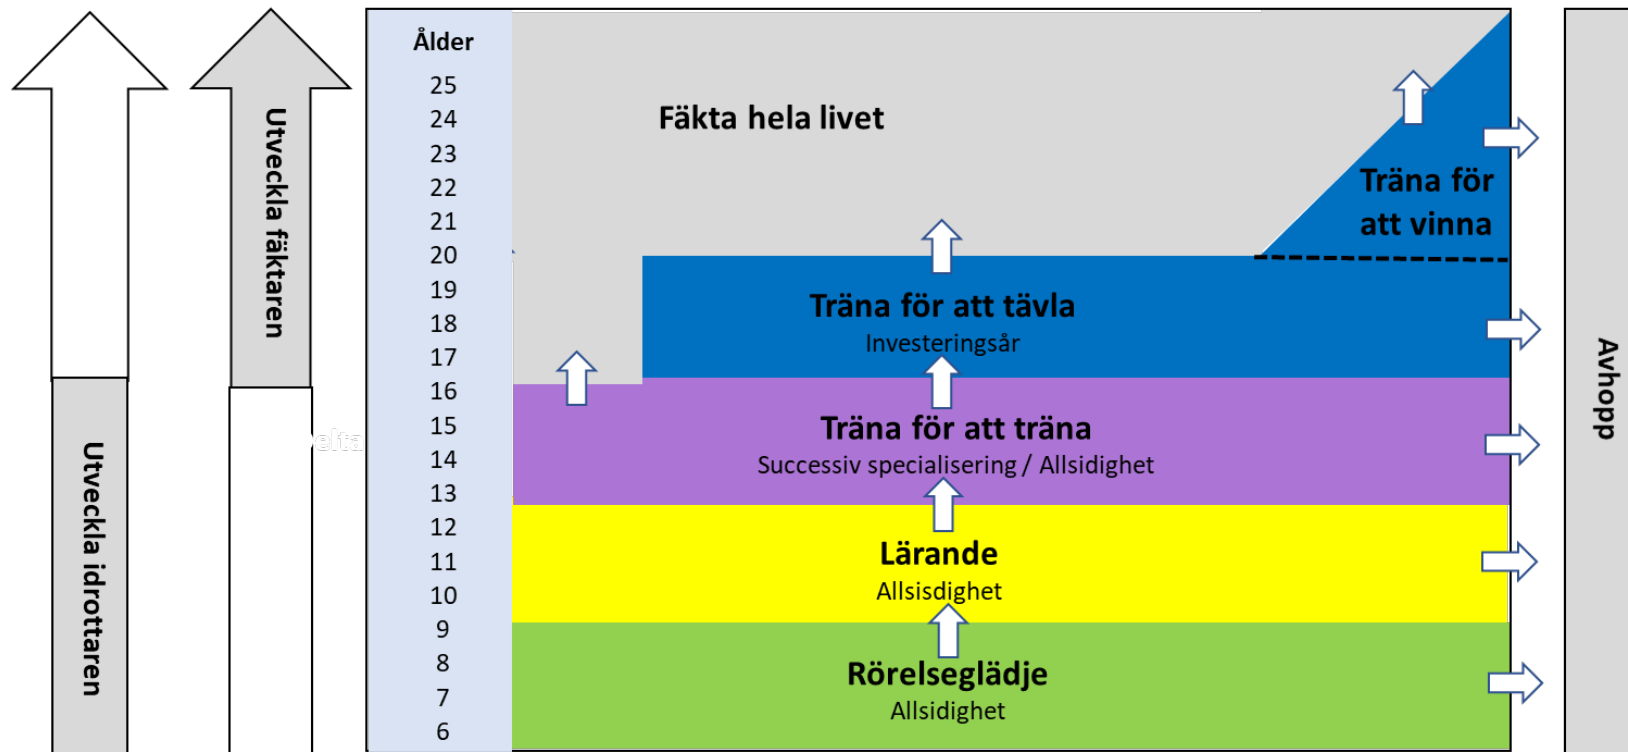 Utveckla idrottaren
Utveckla fäktaren
Ålder
25
24
23
22
21
20
19
18
17
16
15
14
13
12
11
10
9
8
7
6
Fäkta hela livet
Träna för
att vinna
Träna för att tävla
Investeringsår
Träna för att träna
Successiv specialisering / Allsidighet
Lärande
Allsisdighet
Rörelseglädje
Allsidighet
Avhopp